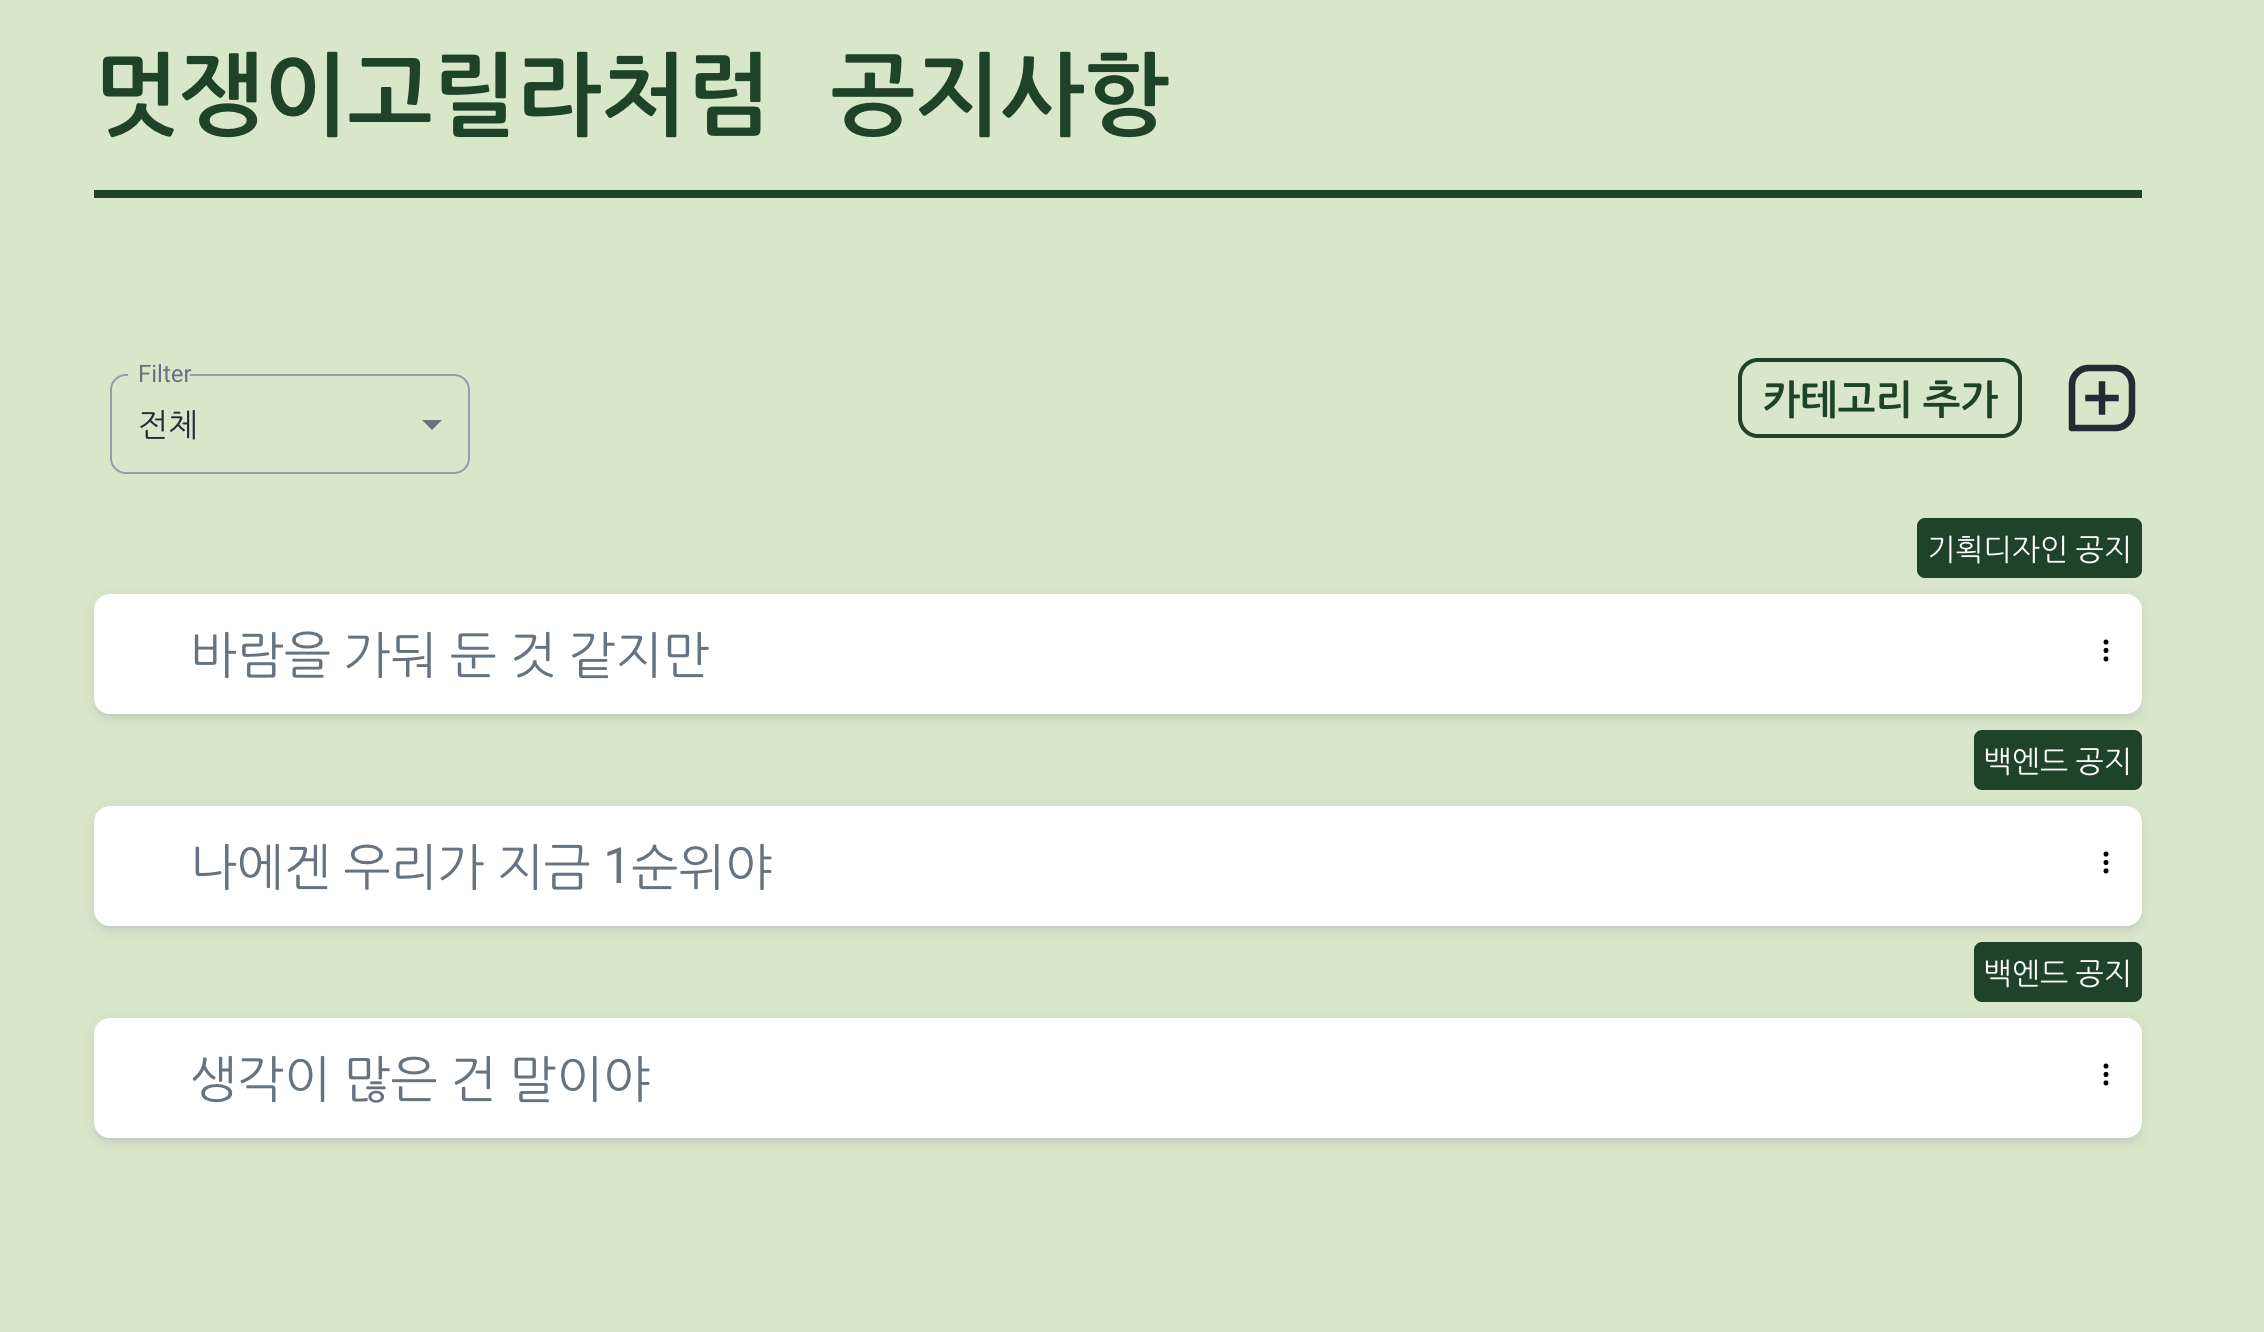 멋쟁이고릴라처럼 공지사항
Filter
전체
카테고리 추가
기획디자인 공지
바람을 가둬 둔 것 같지만
백엔드 공지
나에겐 우리가 지금 1순위야
백엔드 공지
생각이 많은 건 말이야